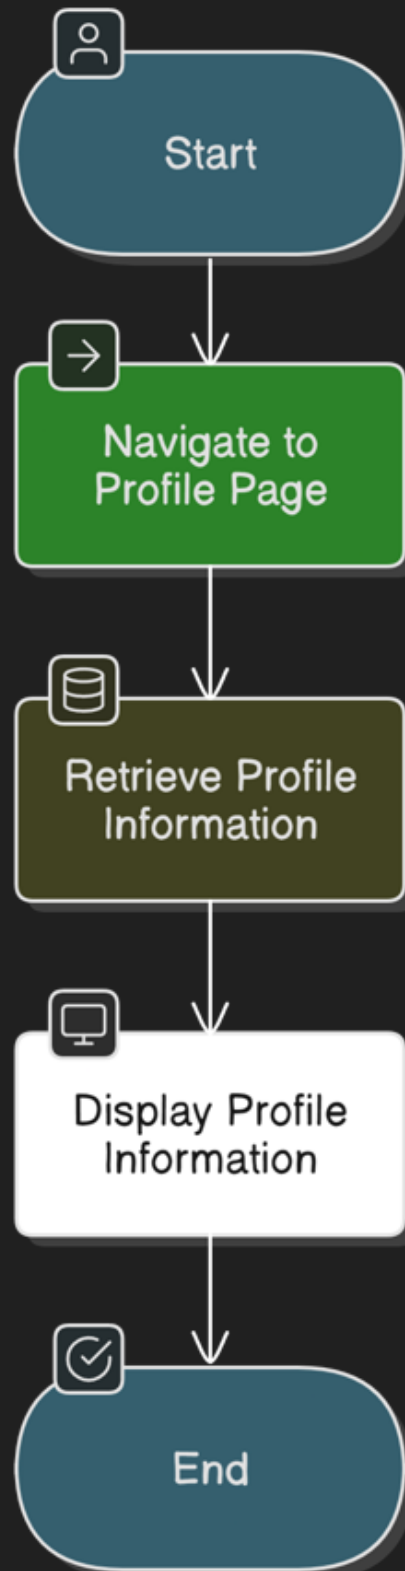 Start
Navigate to
Profile Page
Retrieve Profile
Information
Display Profile
Information
End